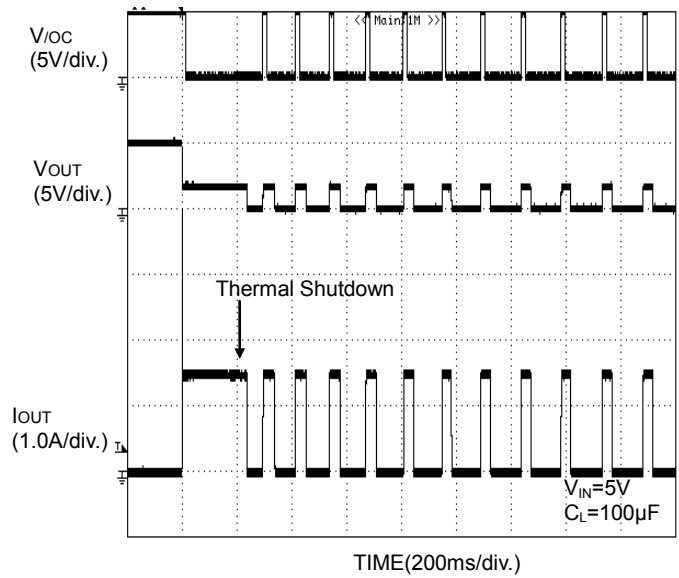 V/OC
(5V/div.)
<< Main:1M >>
VOUT
(5V/div.)
Thermal Shutdown
IOUT
(1.0A/div.)
T
VIN=5V
CL=100μF
TIME(200ms/div.)